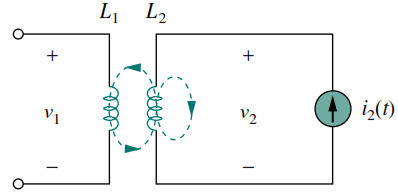 L₁ L₂
+ +
v₁ v₂ i₂(t)
− −